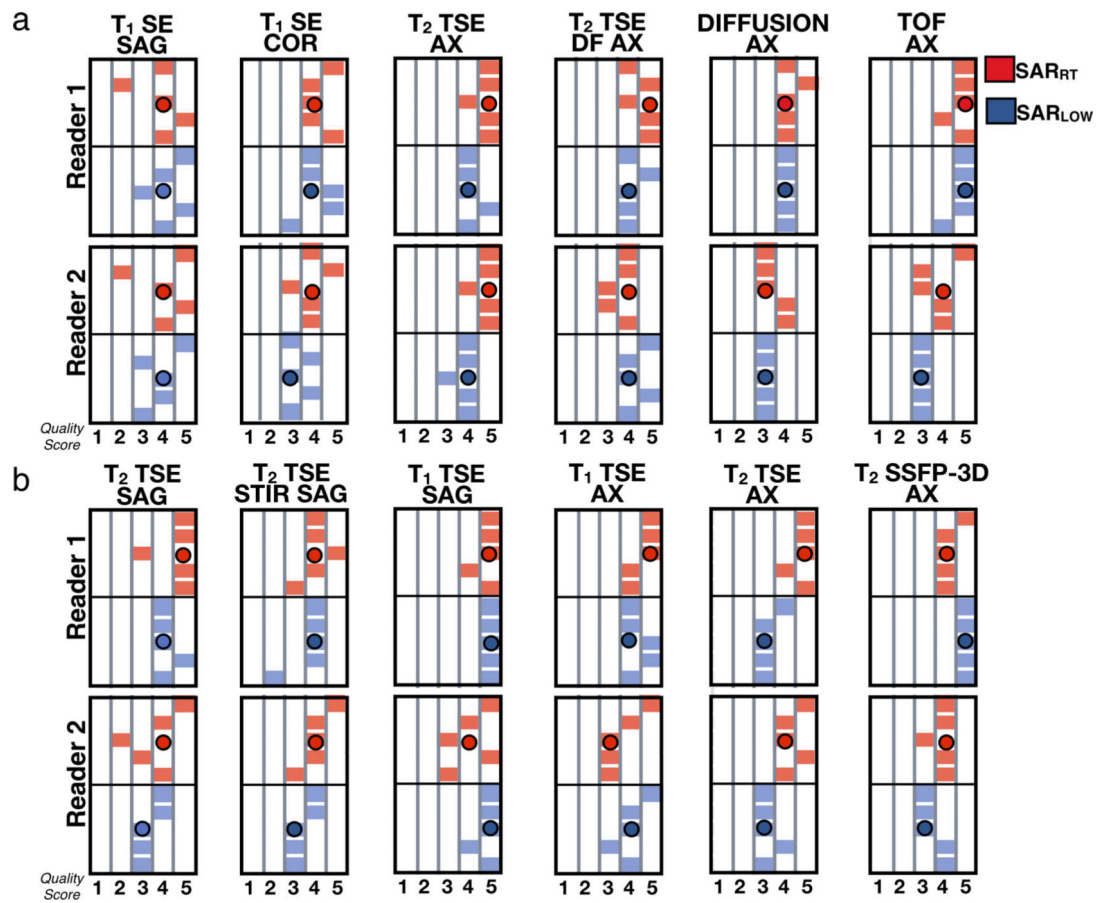 a
T1 SE
SAG
T1 SE
COR
T2 TSE
AX
T2 TSE
DF AX
DIFFUSION
AX
TOF
AX
SARRT
SARLOW
Reader 1
Reader 2
Quality
Score
1 2 3 4 5
1 2 3 4 5
1 2 3 4 5
1 2 3 4 5
1 2 3 4 5
1 2 3 4 5
b
T2 TSE
SAG
T2 TSE
STIR SAG
T1 TSE
SAG
T1 TSE
AX
T2 TSE
AX
T2 SSFP-3D
AX
Reader 1
Reader 2
Quality
Score
1 2 3 4 5
1 2 3 4 5
1 2 3 4 5
1 2 3 4 5
1 2 3 4 5
1 2 3 4 5